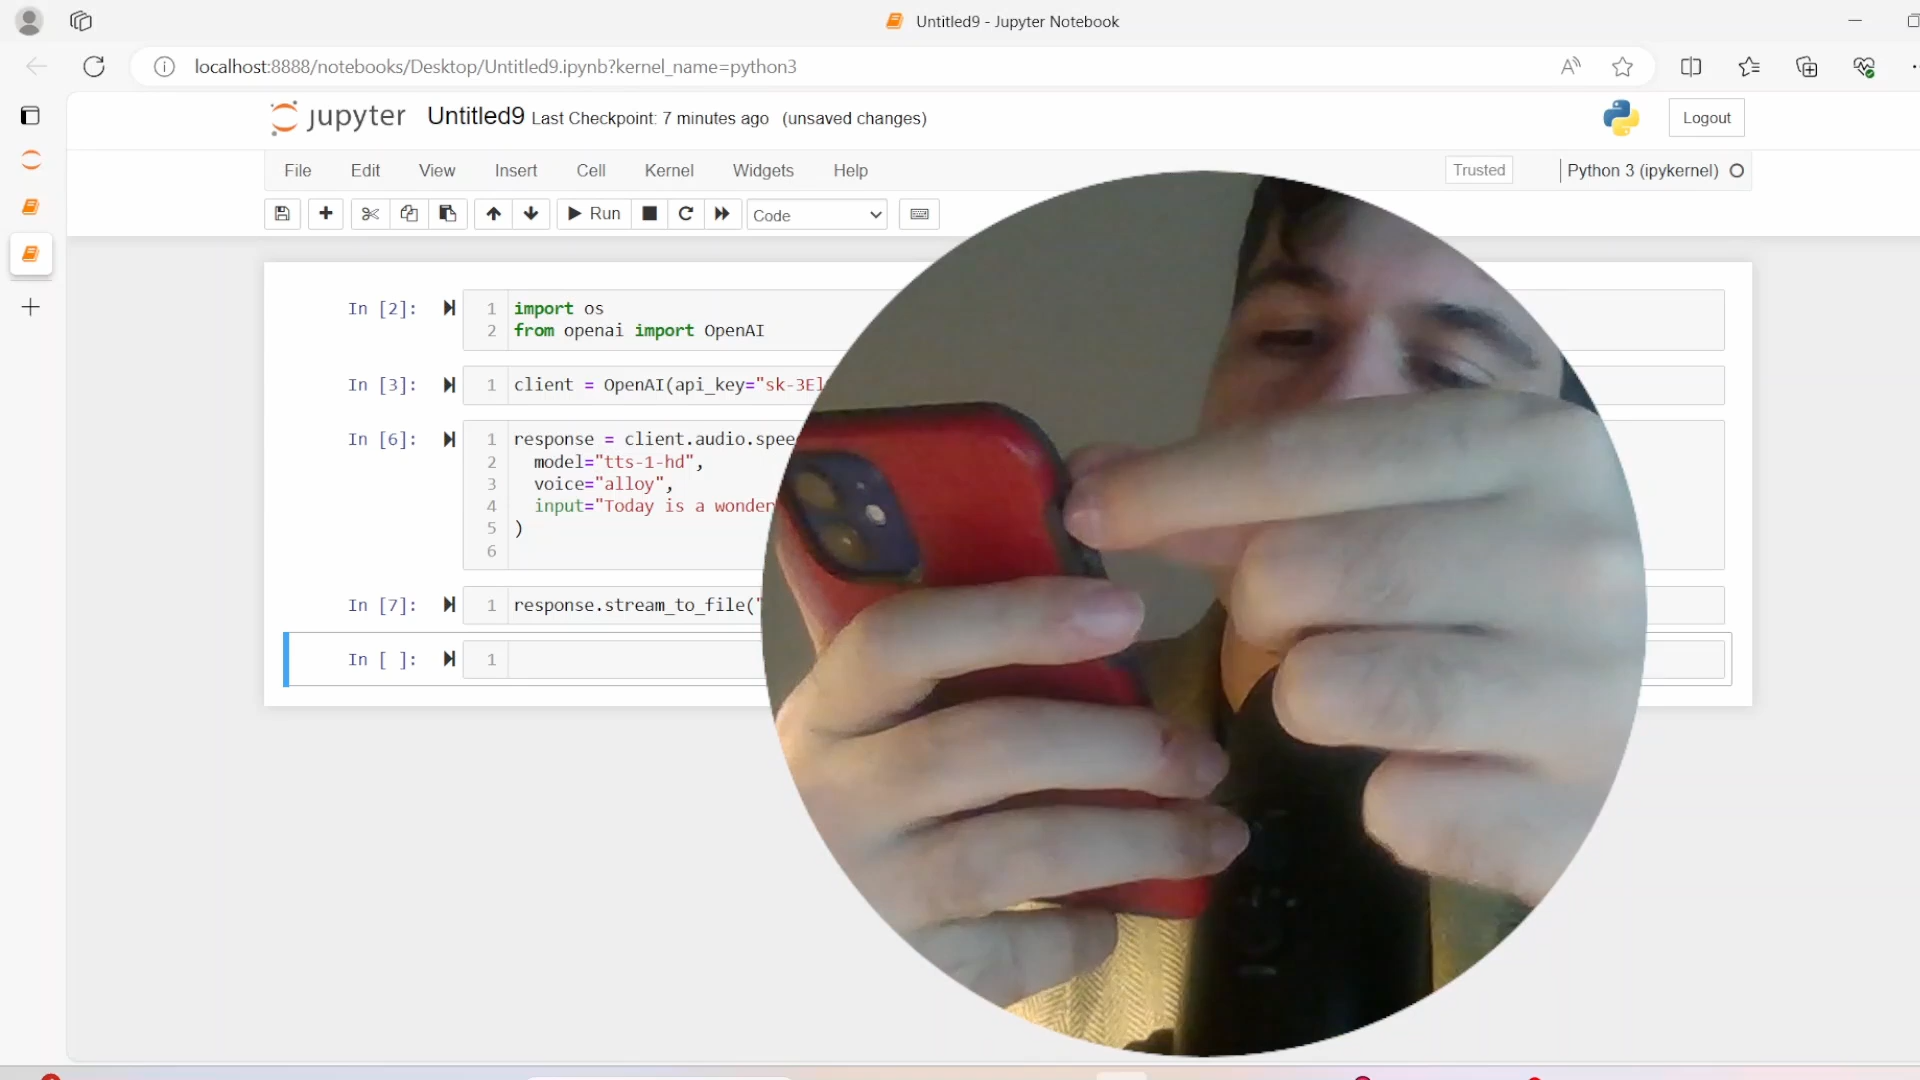 Untitled9 - Jupyter Notebook
localhost:8888/notebooks/Desktop/Untitled9.ipynb?kernel_name=python3
jupyter Untitled9 Last Checkpoint: 7 minutes ago (unsaved changes)
Logout
File Edit View Insert Cell Kernel Widgets Help
Trusted
Python 3 (ipykernel)
Run
Code
In [2]:
1 import os
2 from openai import OpenAI
In [3]:
1 client = OpenAI(api_key="sk-3El
In [6]:
1 response = client.audio.spee
2 model="tts-1-hd",
3 voice="alloy",
4 input="Today is a wonder
5 )
6
In [7]:
1 response.stream_to_file("
In [ ]:
1